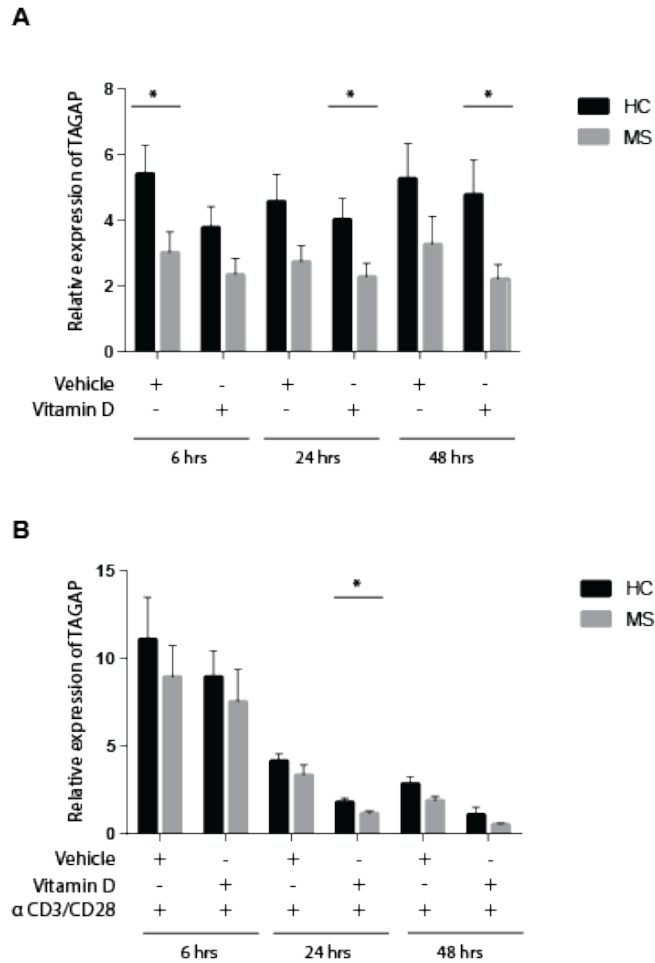 A
8
* * *
HC
MS
6
4
2
0
Relative expression of TAGAP
Vehicle + - + - + -
Vitamin D - + - + - +
6 hrs 24 hrs 48 hrs
B
15
*
HC
MS
10
5
0
Relative expression of TAGAP
Vehicle + - + - + -
Vitamin D - + - + - +
α CD3/CD28 + + + + + +
6 hrs 24 hrs 48 hrs